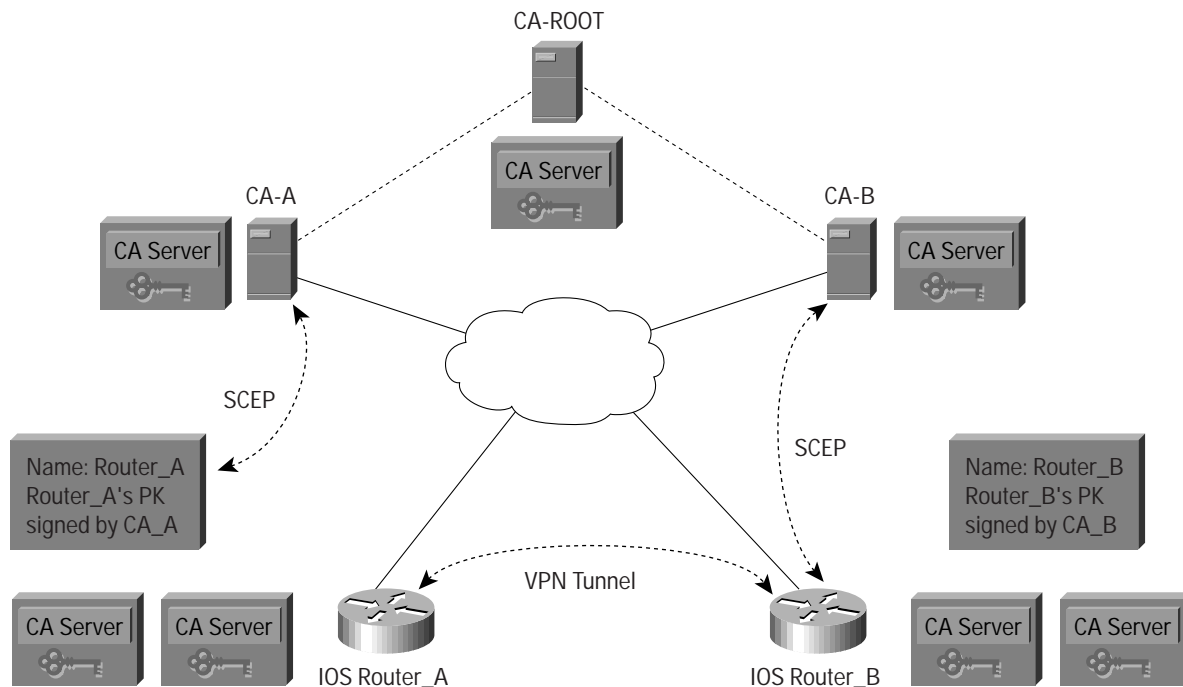 CA-ROOT
CA Server
CA-A
CA Server
CA-B
CA Server
SCEP
SCEP
Name: Router_A
Router_A's PK
signed by CA_A
Name: Router_B
Router_B's PK
signed by CA_B
VPN Tunnel
CA Server
CA Server
IOS Router_A
IOS Router_B
CA Server
CA Server